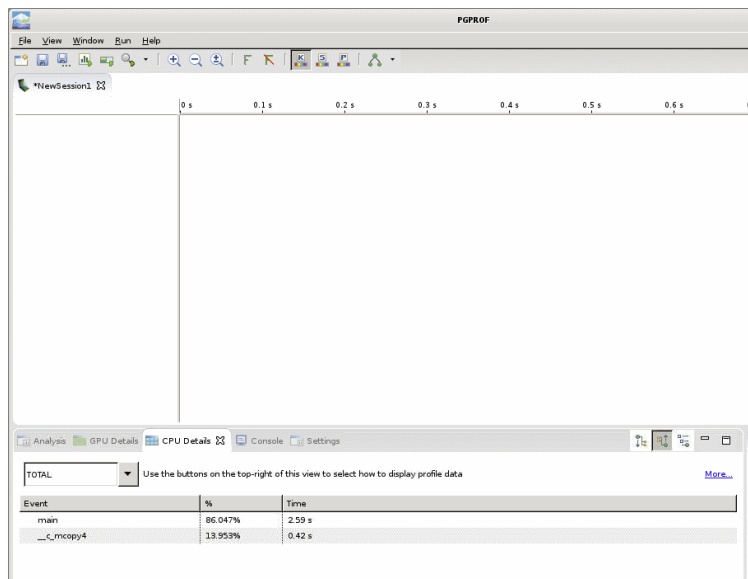 PGPROF
File View Window Run Help
*NewSession1
0 s 0.1 s 0.2 s 0.3 s 0.4 s 0.5 s 0.6 s
Analysis GPU Details CPU Details Console Settings
TOTAL Use the buttons on the top-right of this view to select how to display profile data More...
Event % Time
main 86.047% 2.59 s
__c_mcopy4 13.953% 0.42 s